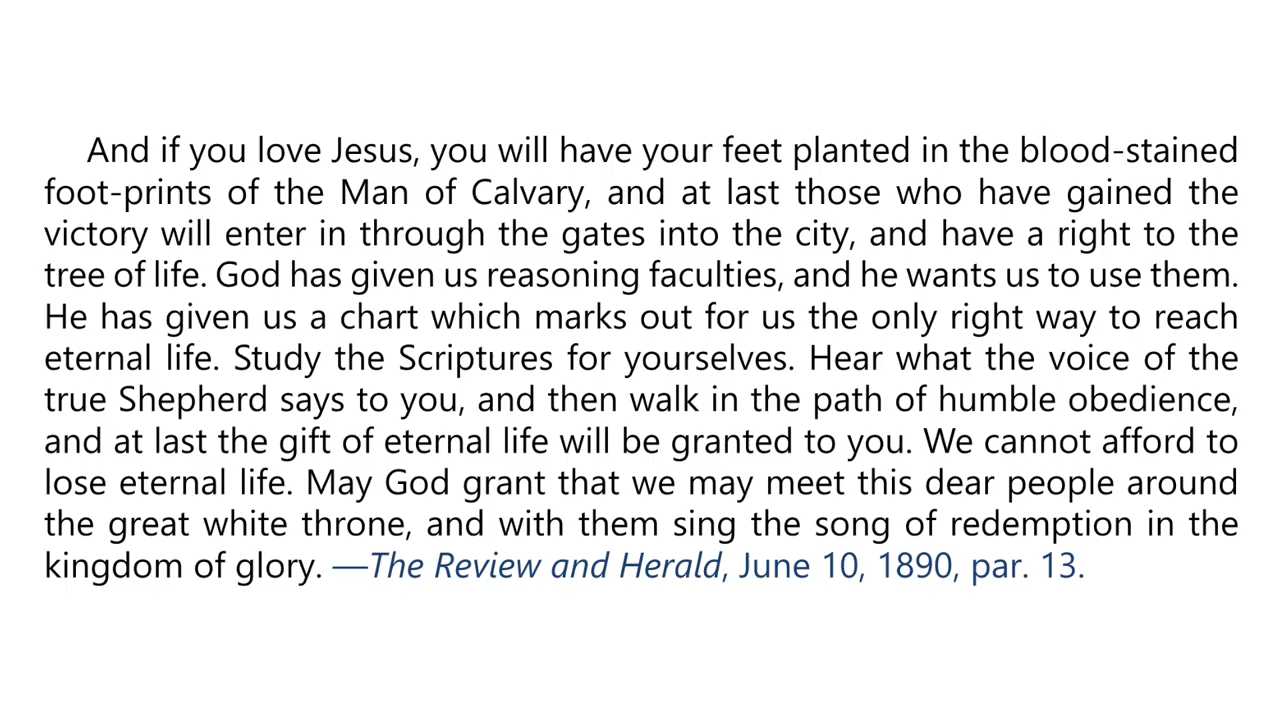 And if you love Jesus, you will have your feet planted in the blood-stained
foot-prints of the Man of Calvary, and at last those who have gained the
victory will enter in through the gates into the city, and have a right to the
tree of life. God has given us reasoning faculties, and he wants us to use them.
He has given us a chart which marks out for us the only right way to reach
eternal life. Study the Scriptures for yourselves. Hear what the voice of the
true Shepherd says to you, and then walk in the path of humble obedience,
and at last the gift of eternal life will be granted to you. We cannot afford to
lose eternal life. May God grant that we may meet this dear people around
the great white throne, and with them sing the song of redemption in the
kingdom of glory. —The Review and Herald, June 10, 1890, par. 13.